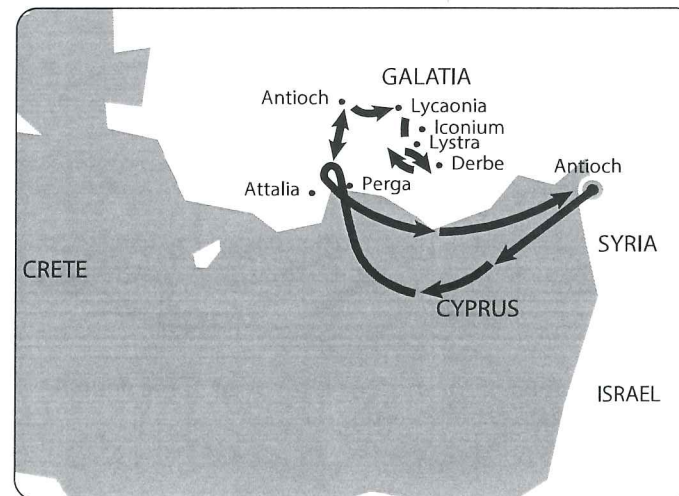 GALATIA
Antioch
Lycaonia
Iconium
Lystra
Derbe
Antioch
Attalia
Perga
SYRIA
CRETE
CYPRUS
ISRAEL